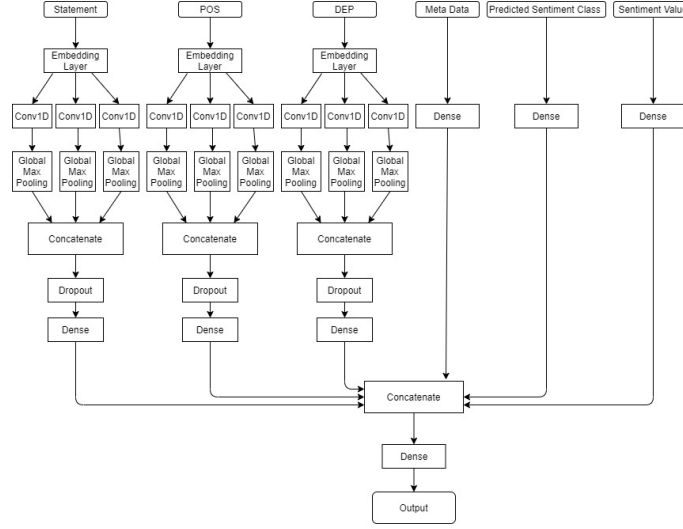 Statement
POS
DEP
Meta Data
Predicted Sentiment Class
Sentiment Value
Embedding
Layer
Embedding
Layer
Embedding
Layer
Conv1D
Conv1D
Conv1D
Conv1D
Conv1D
Conv1D
Conv1D
Conv1D
Conv1D
Dense
Dense
Dense
Global
Max
Pooling
Global
Max
Pooling
Global
Max
Pooling
Global
Max
Pooling
Global
Max
Pooling
Global
Max
Pooling
Global
Max
Pooling
Global
Max
Pooling
Global
Max
Pooling
Concatenate
Concatenate
Concatenate
Dropout
Dropout
Dropout
Dense
Dense
Dense
Concatenate
Dense
Output